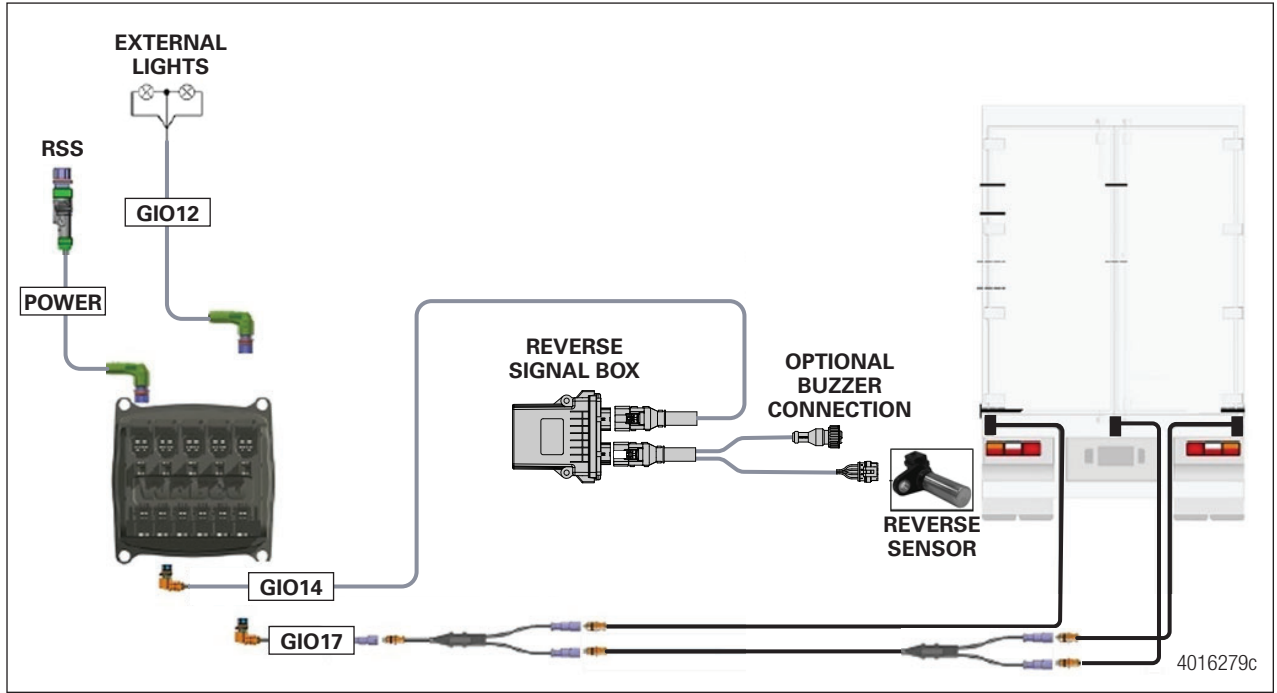 EXTERNAL
LIGHTS
RSS
GIO12
POWER
REVERSE
SIGNAL BOX
OPTIONAL
BUZZER
CONNECTION
REVERSE
SENSOR
GIO14
GIO17
4016279c